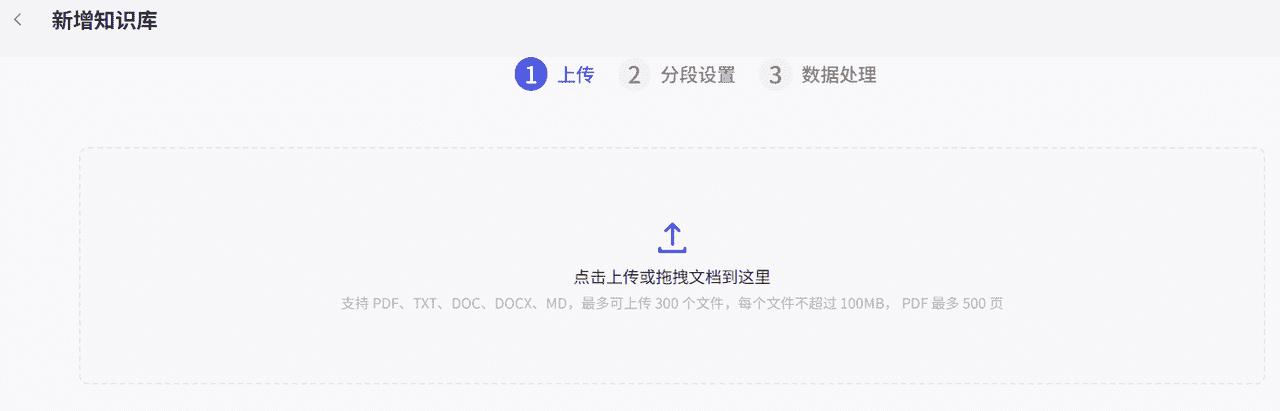 新增知识库
1 上传 2 分段设置 3 数据处理
点击上传或拖拽文档到这里
支持 PDF、TXT、DOC、DOCX、MD，最多可上传 300 个文件，每个文件不超过 100MB， PDF 最多 500 页